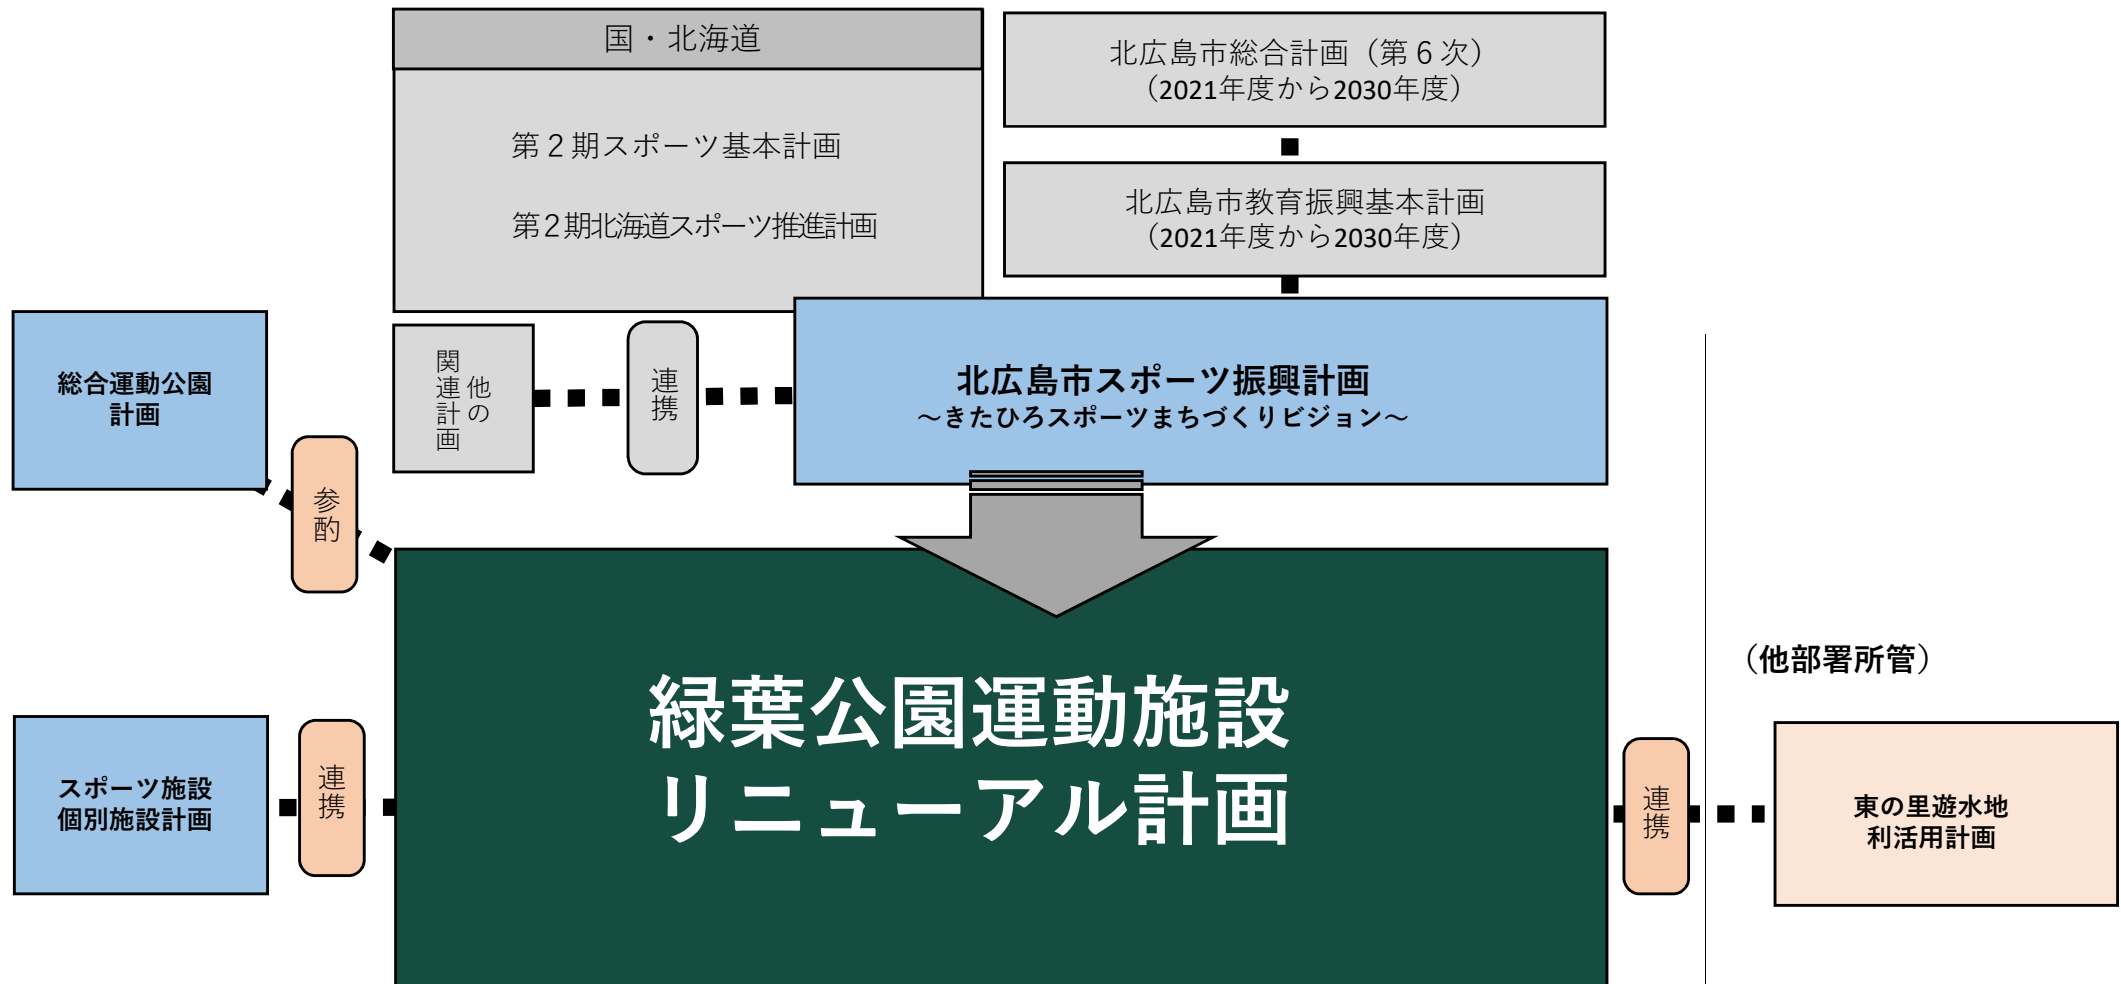 国・北海道
第２期スポーツ基本計画
第２期北海道スポーツ推進計画
北広島市総合計画（第６次）
（2021年度から2030年度）
北広島市教育振興基本計画
（2021年度から2030年度）
総合運動公園
計画
他の
関連計画
連携
北広島市スポーツ振興計画
～きたひろスポーツまちづくりビジョン～
参酌
緑葉公園運動施設
リニューアル計画
スポーツ施設
個別施設計画
連携
連携
（他部署所管）
東の里遊水地
利活用計画